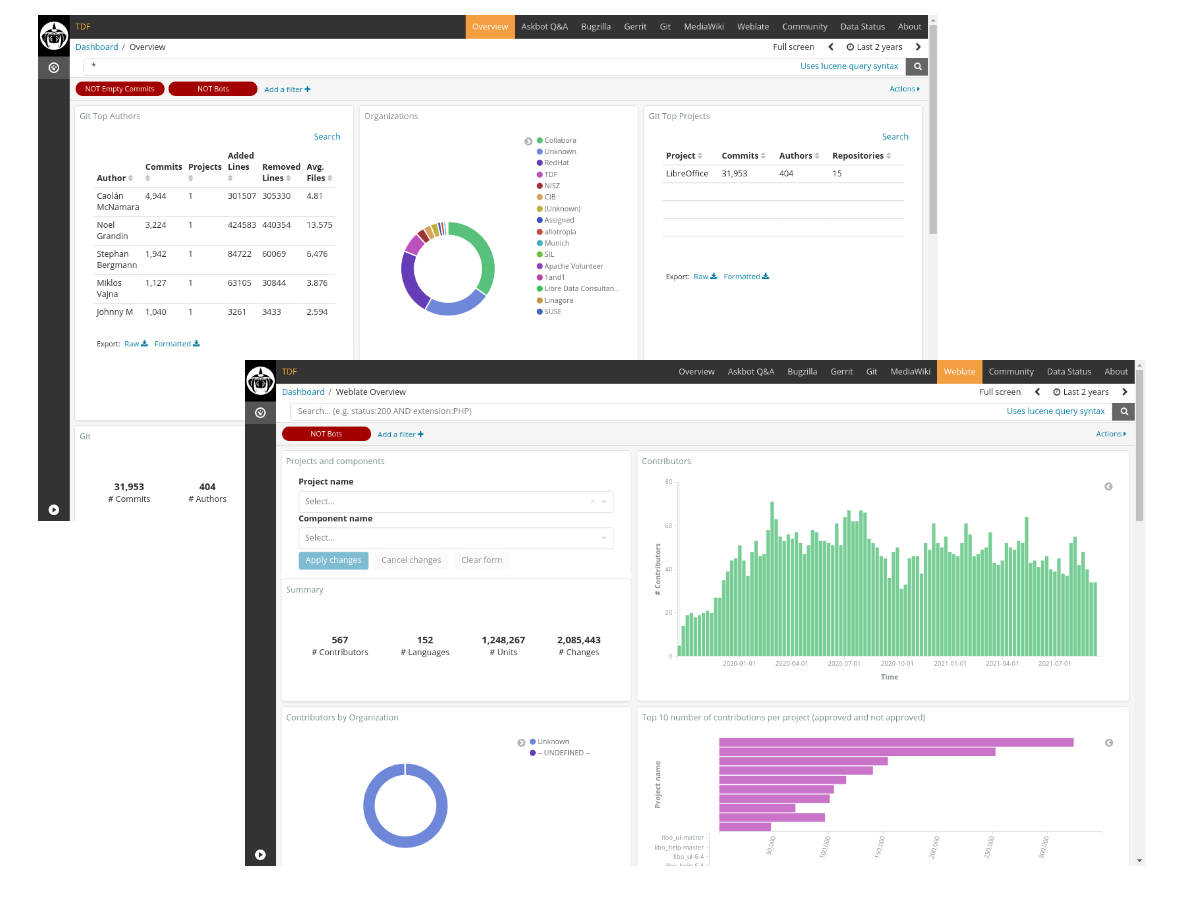 TDF
Overview Askbot Q&A Bugzilla Gerrit Git MediaWiki Weblate Community Data Status About
Dashboard / Overview
Full screen Last 2 years
*
Uses lucene query syntax
NOT Empty Commits NOT Bots Add a filter +
Actions
Git Top Authors
Search
Author Commits Projects Added Lines Removed Lines Avg. Files
Caolán McNamara 4,944 1 301507 305330 4.81
Noel Grandin 3,224 1 424583 440354 13.575
Stephan Bergmann 1,942 1 84722 60069 6.476
Miklos Vajna 1,127 1 63105 30844 3.876
Johnny M 1,040 1 3261 3433 2.594
Export: Raw Formatted
Organizations
Collabora
Unknown
RedHat
TDF
NISZ
CIB
(Unknown)
Assigned
allotropia
Munich
SIL
Apache Volunteer
1and1
Libre Data Consultan...
Linagora
SUSE
Git Top Projects
Search
Project Commits Authors Repositories
LibreOffice 31,953 404 15
Export: Raw Formatted
Git
31,953 404
# Commits # Authors
TDF
Overview Askbot Q&A Bugzilla Gerrit Git MediaWiki Weblate Community Data Status About
Dashboard / Weblate Overview
Full screen Last 2 years
Search... (e.g. status:200 AND extension:PHP)
Uses lucene query syntax
NOT Bots Add a filter +
Actions
Projects and components
Project name
Select...
Component name
Select...
Apply changes Cancel changes Clear form
Summary
567 152 1,248,267 2,085,443
# Contributors # Languages # Units # Changes
Contributors
80
60
40
20
0
# Contributors
2020-01-01 2020-04-01 2020-07-01 2020-10-01 2021-01-01 2021-04-01 2021-07-01
Time
Contributors by Organization
Unknown
-- UNDEFINED --
Top 10 number of contributions per project (approved and not approved)
Project name
libo_ui-master
libo_help-master
libo_ui-6-4
50,000 100,000 150,000 200,000 250,000 300,000